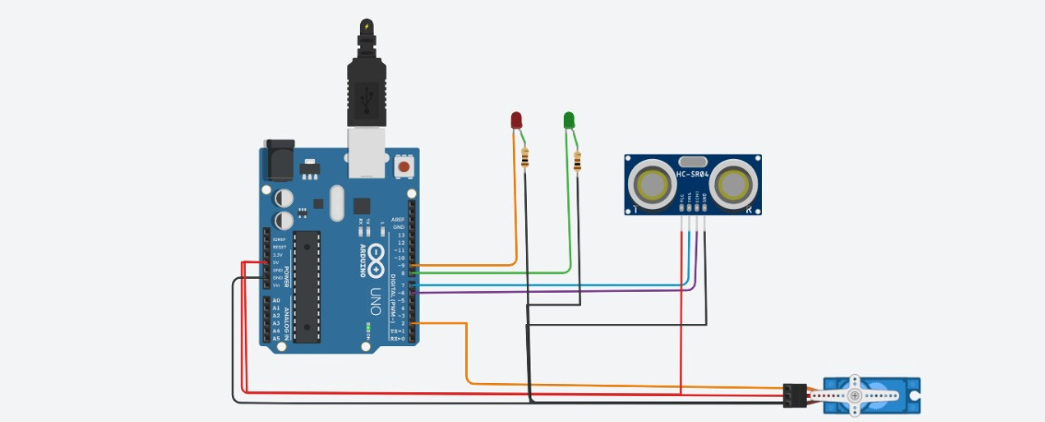 HC-SR04
AREF
GND
13
12
~11
~10
~9
8
7
~6
~5
4
~3
2
TX→1
RX←0
DIGITAL (PWM~)
IOREF
RESET
3.3V
5V
GND
GND
Vin
POWER
A0
A1
A2
A3
A4
A5
ANALOG IN
TX
RX
L
ARDUINO
UNO
ON